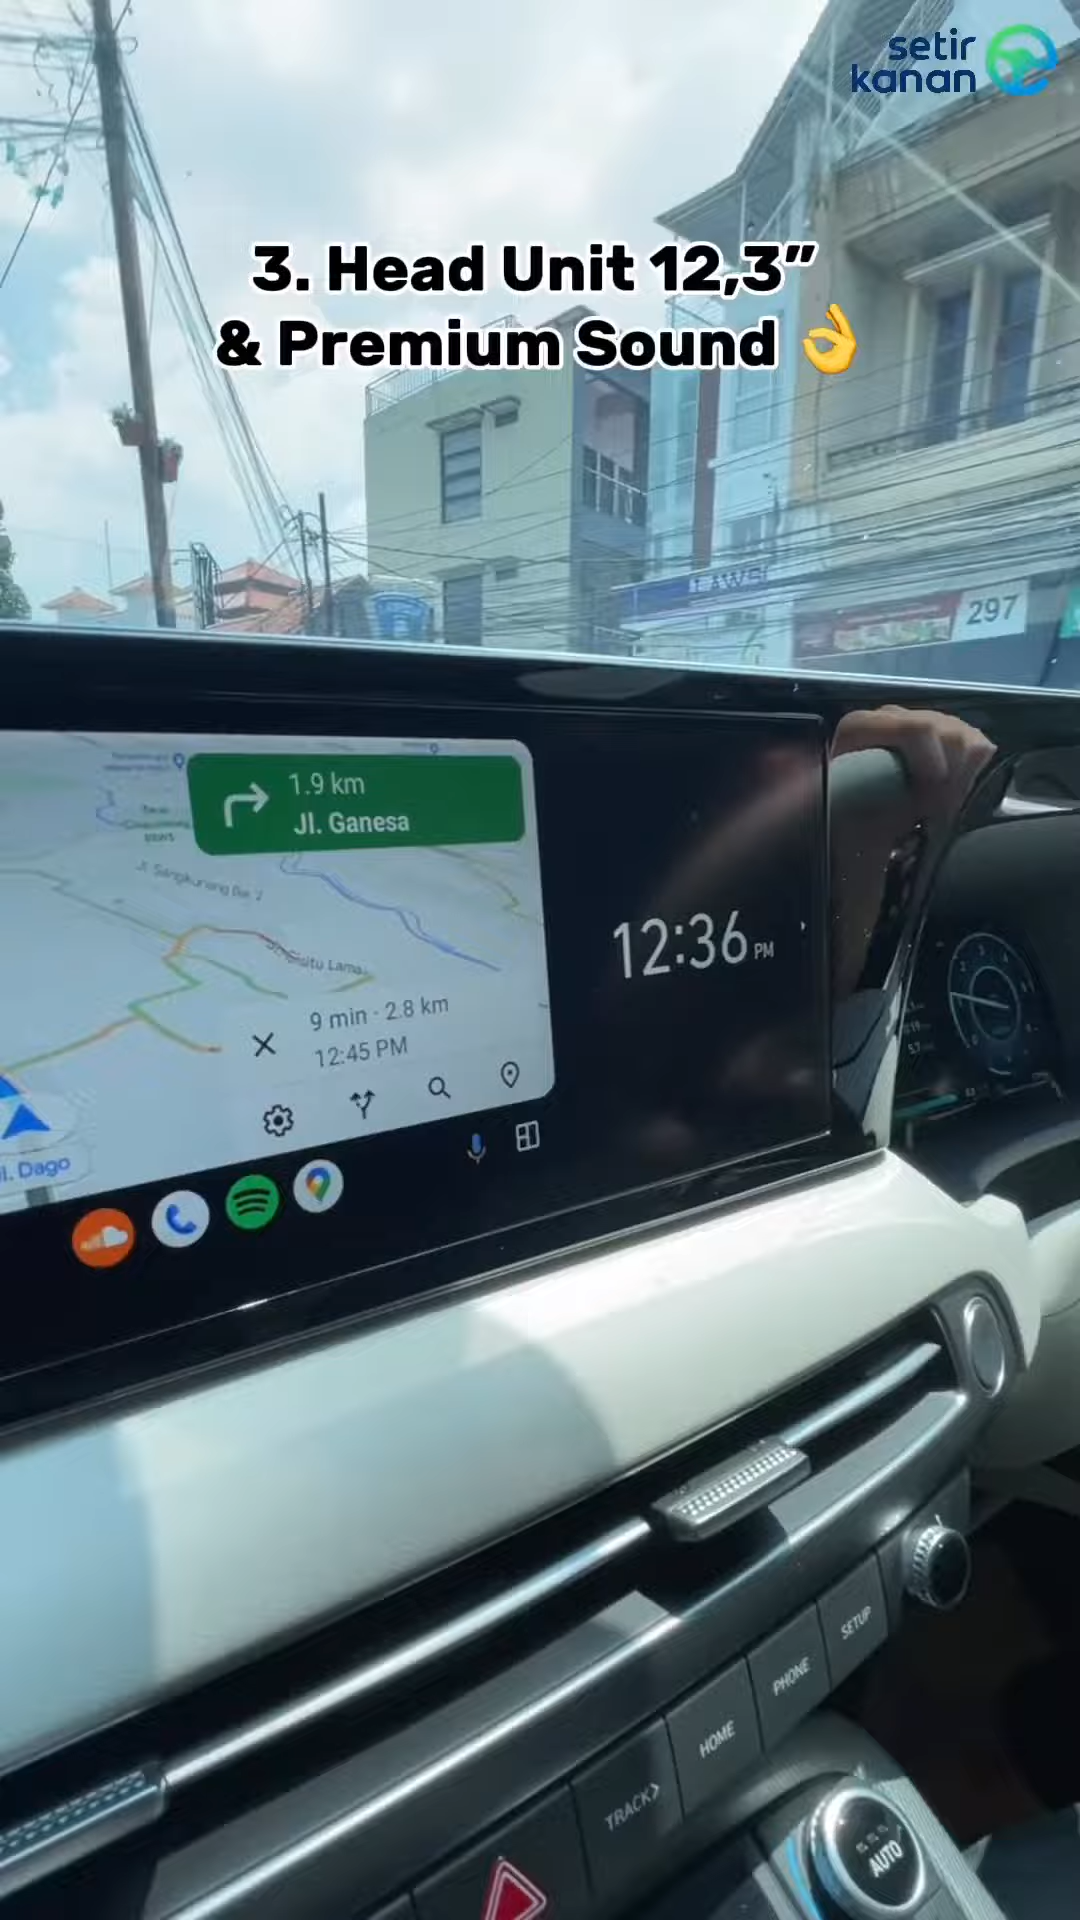 setir
kanan
3. Head Unit 12,3”
& Premium Sound 👌
297
1.9 km
Jl. Ganesa
12:36 PM
9 min · 2.8 km
12:45 PM
l. Dago
TRACK>
HOME
PHONE
SETUP
AUTO